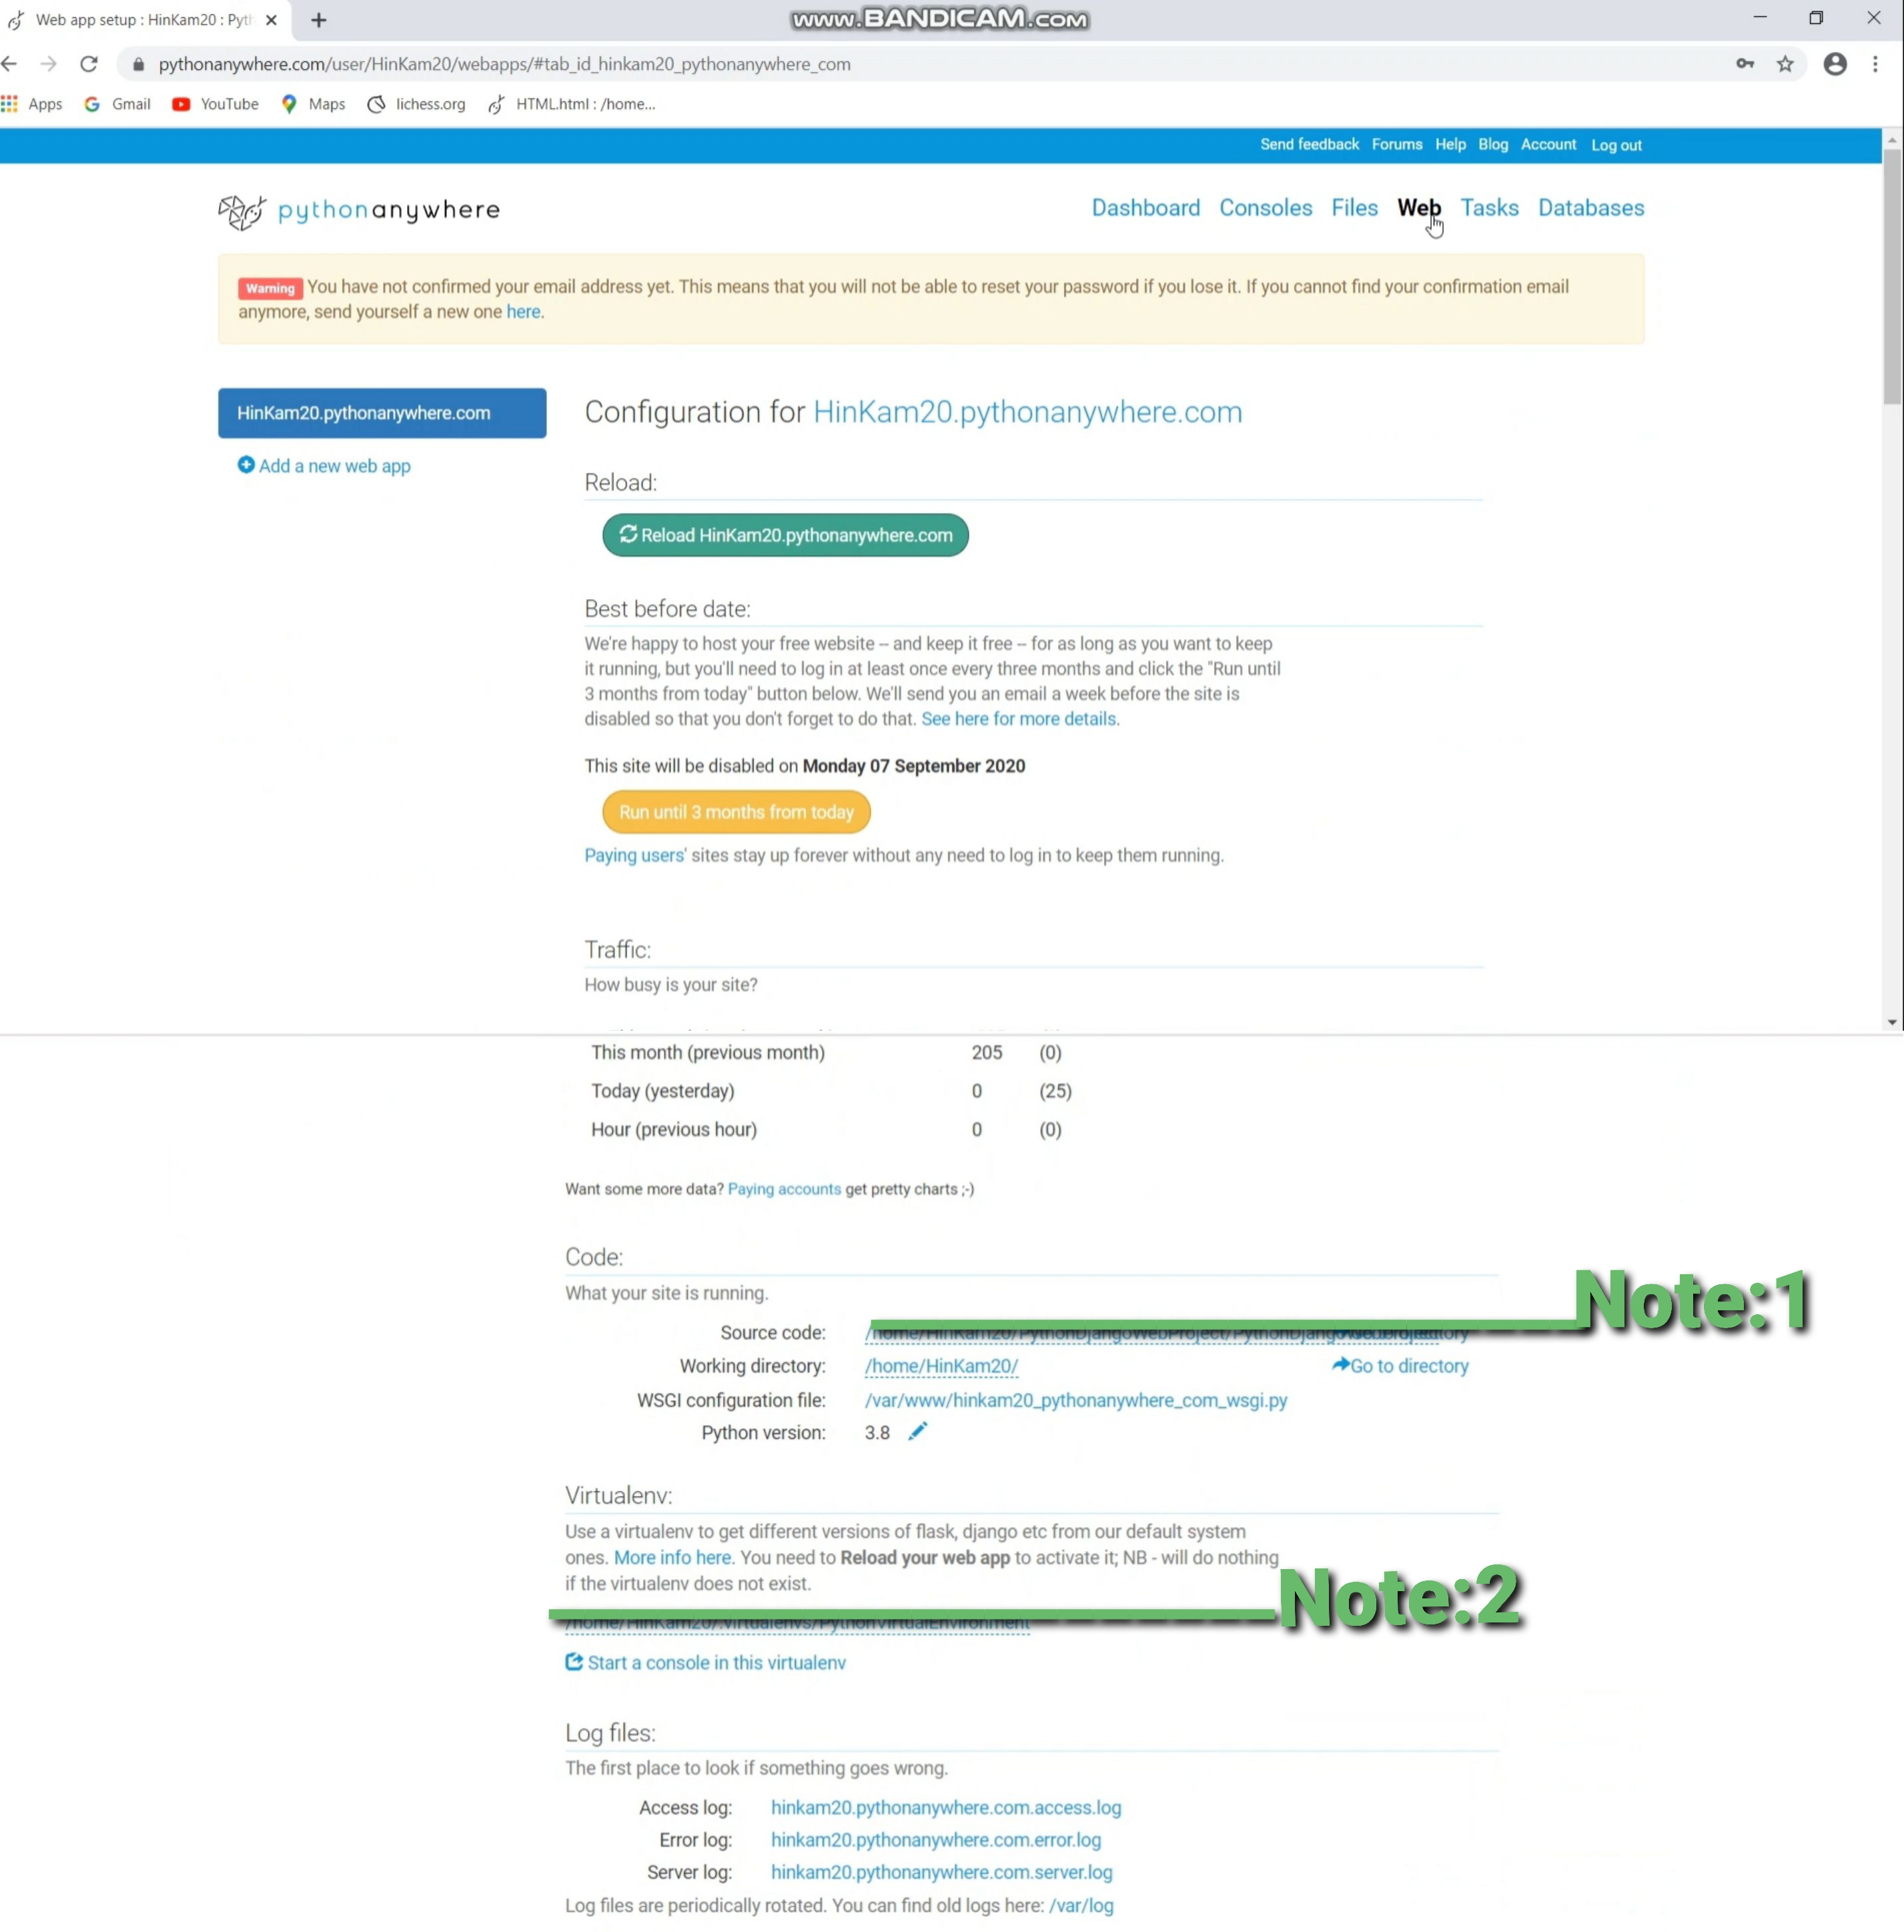 Web app setup : HinKam20 : Pyth
www.BANDICAM.com
pythonanywhere.com/user/HinKam20/webapps/#tab_id_hinkam20_pythonanywhere_com
Apps Gmail YouTube Maps lichess.org HTML.html : /home...
Send feedback Forums Help Blog Account Log out
pythonanywhere
Dashboard Consoles Files Web Tasks Databases
Warning You have not confirmed your email address yet. This means that you will not be able to reset your password if you lose it. If you cannot find your confirmation email
anymore, send yourself a new one here.
HinKam20.pythonanywhere.com
Add a new web app
Configuration for HinKam20.pythonanywhere.com
Reload:
Reload HinKam20.pythonanywhere.com
Best before date:
We're happy to host your free website – and keep it free – for as long as you want to keep
it running, but you'll need to log in at least once every three months and click the "Run until
3 months from today" button below. We'll send you an email a week before the site is
disabled so that you don't forget to do that. See here for more details.
This site will be disabled on Monday 07 September 2020
Run until 3 months from today
Paying users' sites stay up forever without any need to log in to keep them running.
Traffic:
How busy is your site?
This month (previous month) 205 (0)
Today (yesterday) 0 (25)
Hour (previous hour) 0 (0)
Want some more data? Paying accounts get pretty charts ;-)
Code:
What your site is running.
Note:1
Source code: /home/HinKam20/PythonDjangoWebProject/
Working directory: /home/HinKam20/ Go to directory
WSGI configuration file: /var/www/hinkam20_pythonanywhere_com_wsgi.py
Python version: 3.8
Virtualenv:
Use a virtualenv to get different versions of flask, django etc from our default system
ones. More info here. You need to Reload your web app to activate it; NB - will do nothing
if the virtualenv does not exist.
Note:2
/home/HinKam20/.virtualenvs/PythonVirtualEnvironment
Start a console in this virtualenv
Log files:
The first place to look if something goes wrong.
Access log: hinkam20.pythonanywhere.com.access.log
Error log: hinkam20.pythonanywhere.com.error.log
Server log: hinkam20.pythonanywhere.com.server.log
Log files are periodically rotated. You can find old logs here: /var/log